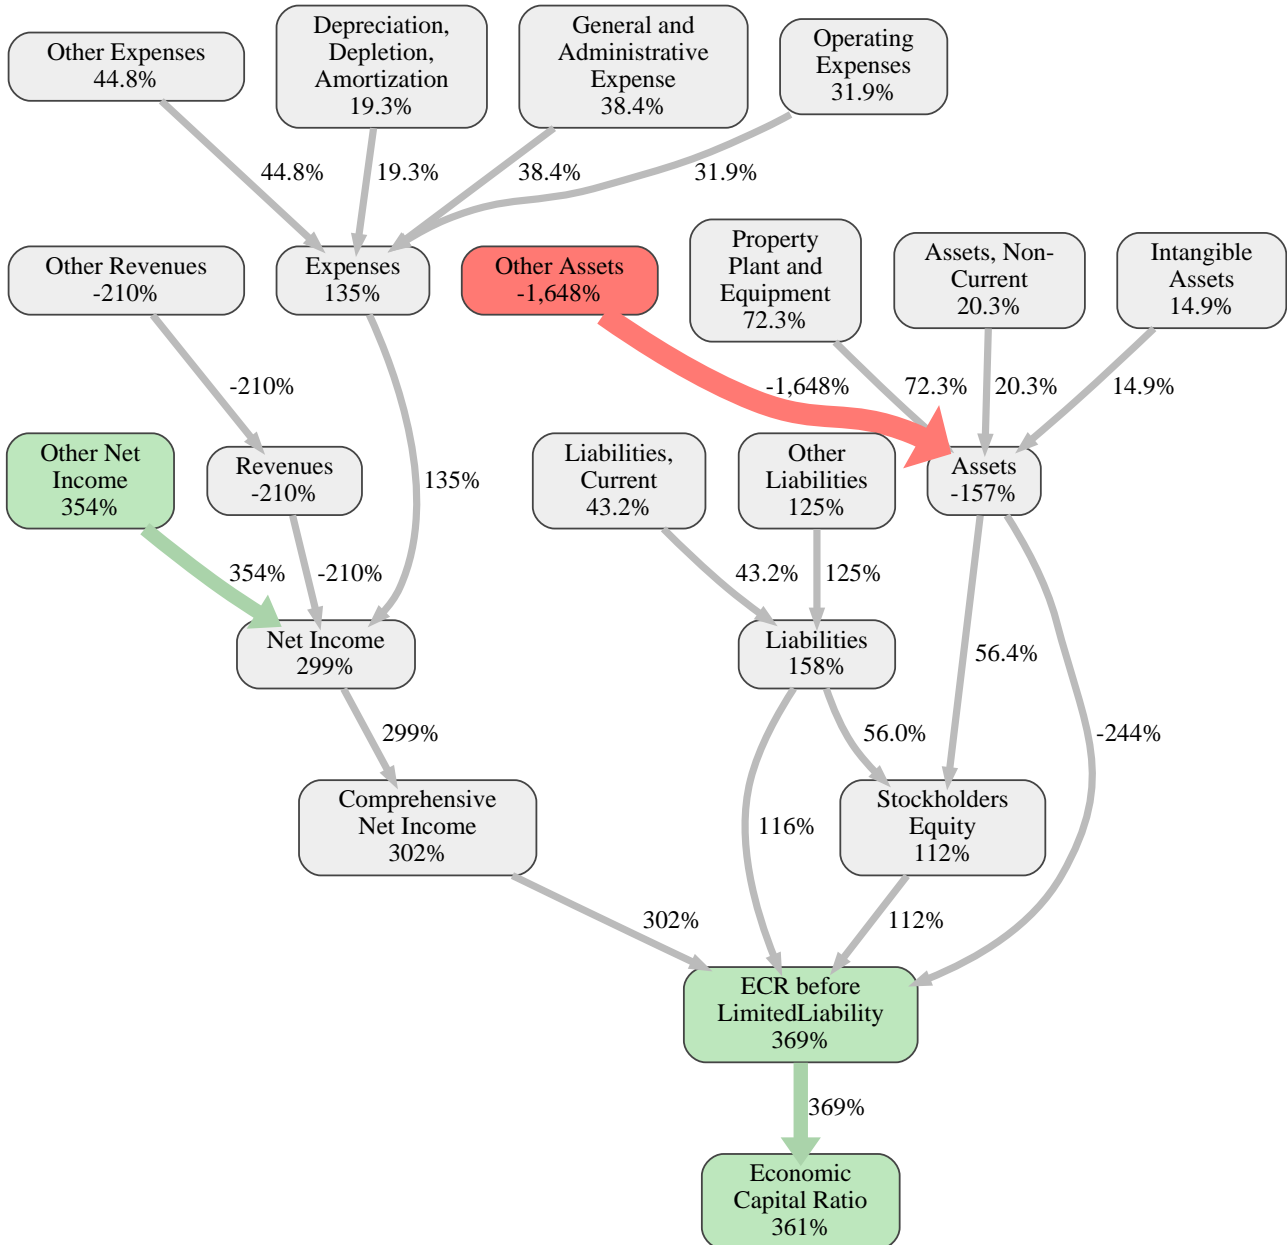 Other Expenses
44.8%
Depreciation,
Depletion,
Amortization
19.3%
General and
Administrative
Expense
38.4%
Operating
Expenses
31.9%
44.8%
19.3%
38.4%
31.9%
Other Revenues
-210%
Expenses
135%
Other Assets
-1,648%
Property
Plant and
Equipment
72.3%
Assets, Non-
Current
20.3%
Intangible
Assets
14.9%
-210%
-1,648%
72.3%
20.3%
14.9%
Other Net
Income
354%
Revenues
-210%
135%
Liabilities,
Current
43.2%
Other
Liabilities
125%
Assets
-157%
354%
-210%
43.2%
125%
Net Income
299%
Liabilities
158%
56.4%
299%
56.0%
-244%
Comprehensive
Net Income
302%
116%
Stockholders
Equity
112%
302%
112%
ECR before
LimitedLiability
369%
369%
Economic
Capital Ratio
361%